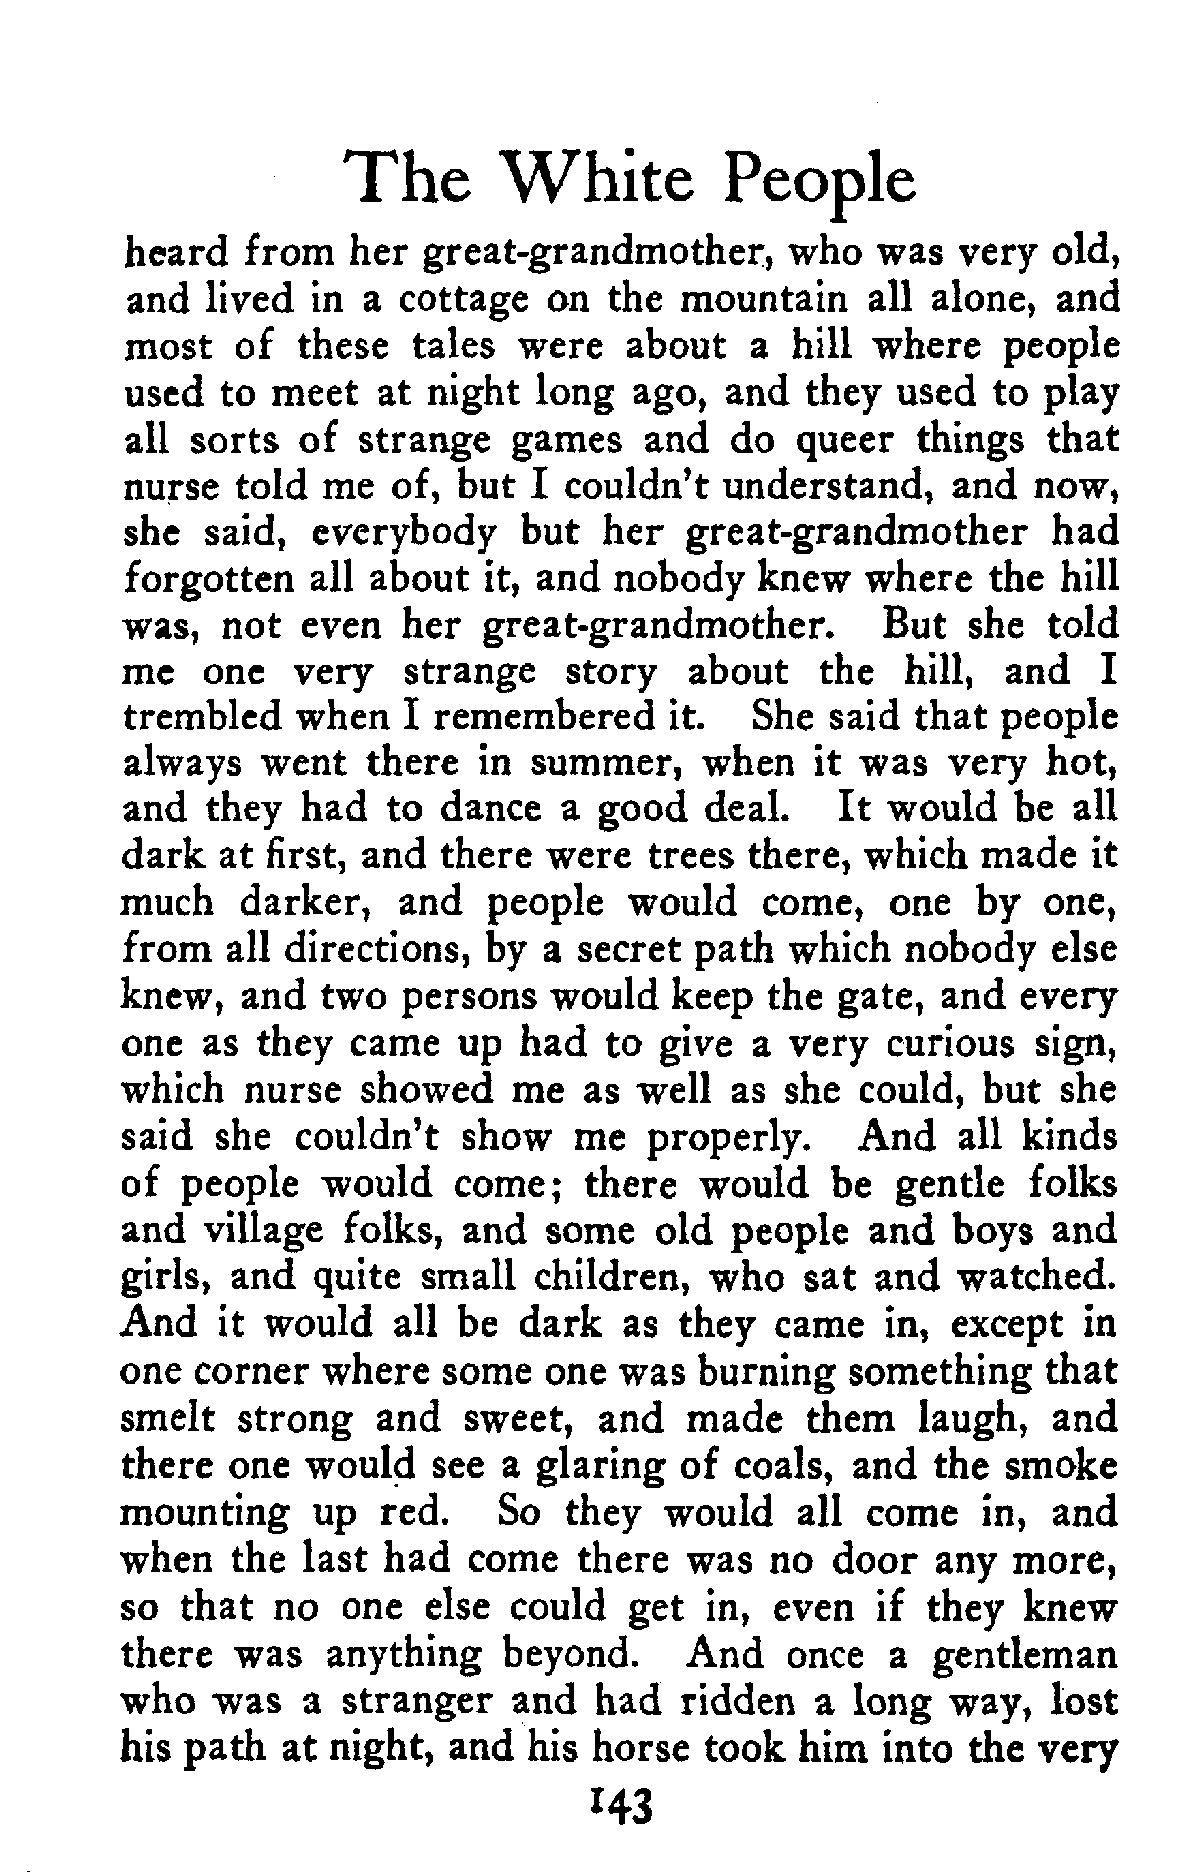 The White People
heard from her great-grandmother, who was very old,
and lived in a cottage on the mountain all alone, and
most of these tales were about a hill where people
used to meet at night long ago, and they used to play
all sorts of strange games and do queer things that
nurse told me of, but I couldn't understand, and now,
she said, everybody but her great-grandmother had
forgotten all about it, and nobody knew where the hill
was, not even her great-grandmother. But she told
me one very strange story about the hill, and I
trembled when I remembered it. She said that people
always went there in summer, when it was very hot,
and they had to dance a good deal. It would be all
dark at first, and there were trees there, which made it
much darker, and people would come, one by one,
from all directions, by a secret path which nobody else
knew, and two persons would keep the gate, and every
one as they came up had to give a very curious sign,
which nurse showed me as well as she could, but she
said she couldn't show me properly. And all kinds
of people would come; there would be gentle folks
and village folks, and some old people and boys and
girls, and quite small children, who sat and watched.
And it would all be dark as they came in, except in
one corner where some one was burning something that
smelt strong and sweet, and made them laugh, and
there one would see a glaring of coals, and the smoke
mounting up red. So they would all come in, and
when the last had come there was no door any more,
so that no one else could get in, even if they knew
there was anything beyond. And once a gentleman
who was a stranger and had ridden a long way, lost
his path at night, and his horse took him into the very
143